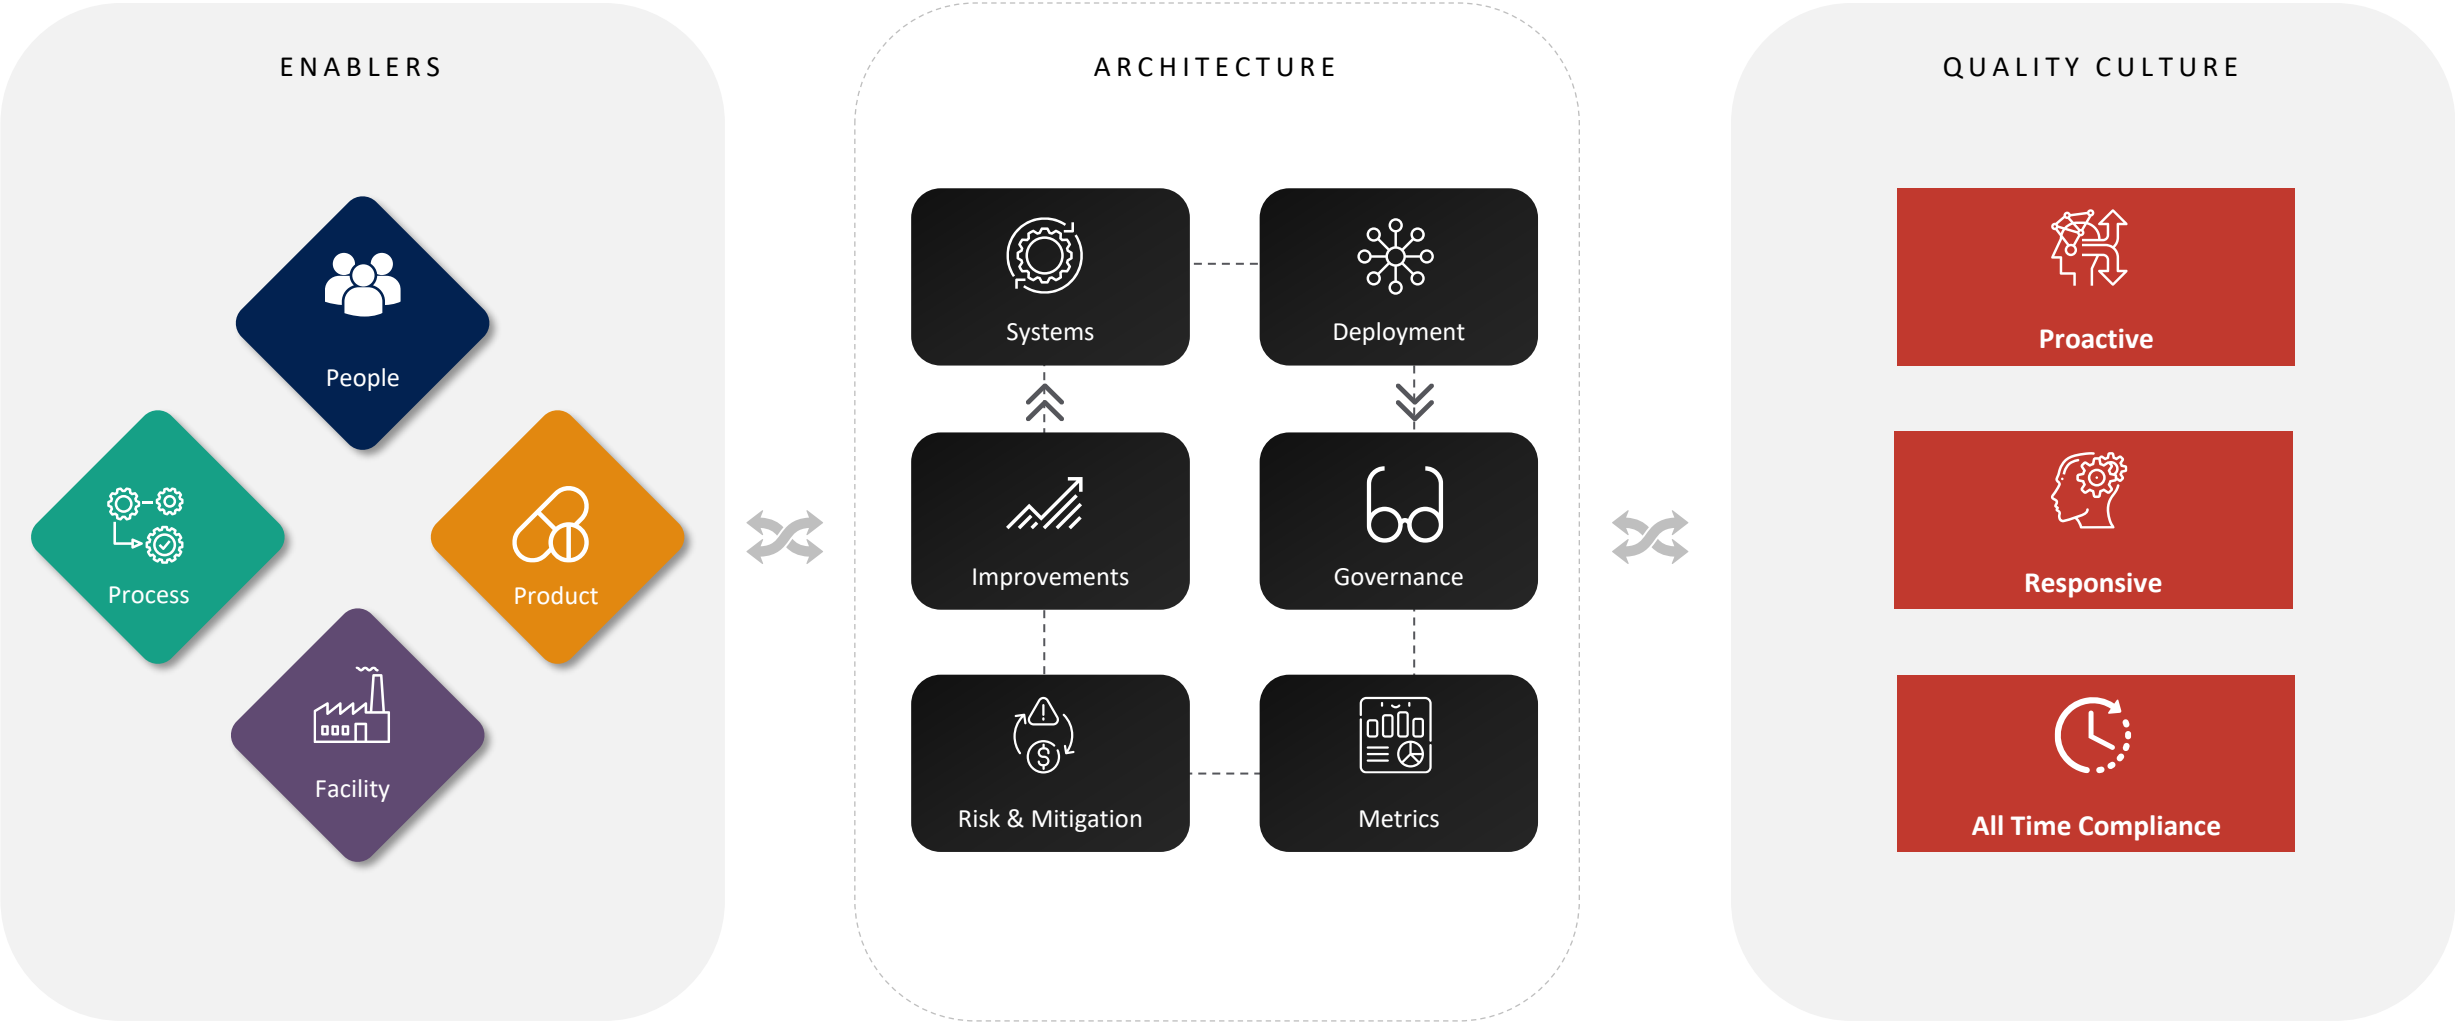 ENABLERS
People
Process
Product
Facility
ARCHITECTURE
Systems
Deployment
Improvements
Governance
Risk & Mitigation
Metrics
QUALITY CULTURE
Proactive
Responsive
All Time Compliance